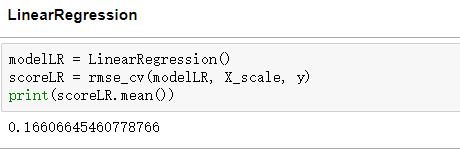 LinearRegression
modelLR = LinearRegression()
scoreLR = rmse_cv(modelLR, X_scale, y)
print(scoreLR.mean())
0.16606645460778766